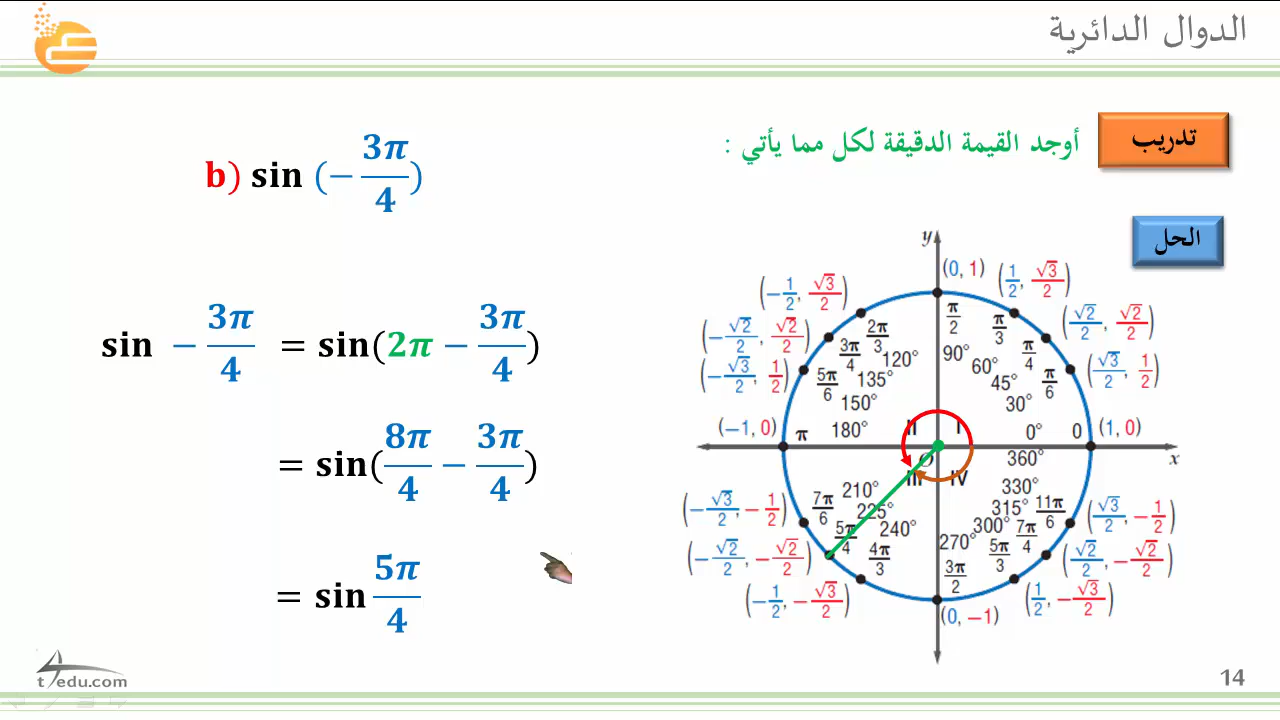 الدوال الدائرية
تدريب
أوجد القيمة الدقيقة لكل مما يأتي :
b) sin (−3π/4)
الحل
sin −3π/4 = sin(2π − 3π/4)
= sin(8π/4 − 3π/4)
= sin 5π/4
y
(0, 1)
(1/2, √3/2)
(√2/2, √2/2)
(√3/2, 1/2)
(−1/2, √3/2)
(−√2/2, √2/2)
(−√3/2, 1/2)
π/2
90°
π/3
60°
π/4
45°
π/6
30°
2π/3
120°
3π/4
135°
5π/6
150°
(−1, 0)
π
180°
II
I
0°
0
(1, 0)
O
360°
x
III
IV
210°
7π/6
225°
5π/4
240°
4π/3
270°
3π/2
300°
5π/3
315°
7π/4
330°
11π/6
(−√3/2, −1/2)
(−√2/2, −√2/2)
(−1/2, −√3/2)
(0, −1)
(1/2, −√3/2)
(√2/2, −√2/2)
(√3/2, −1/2)
t4edu.com
14